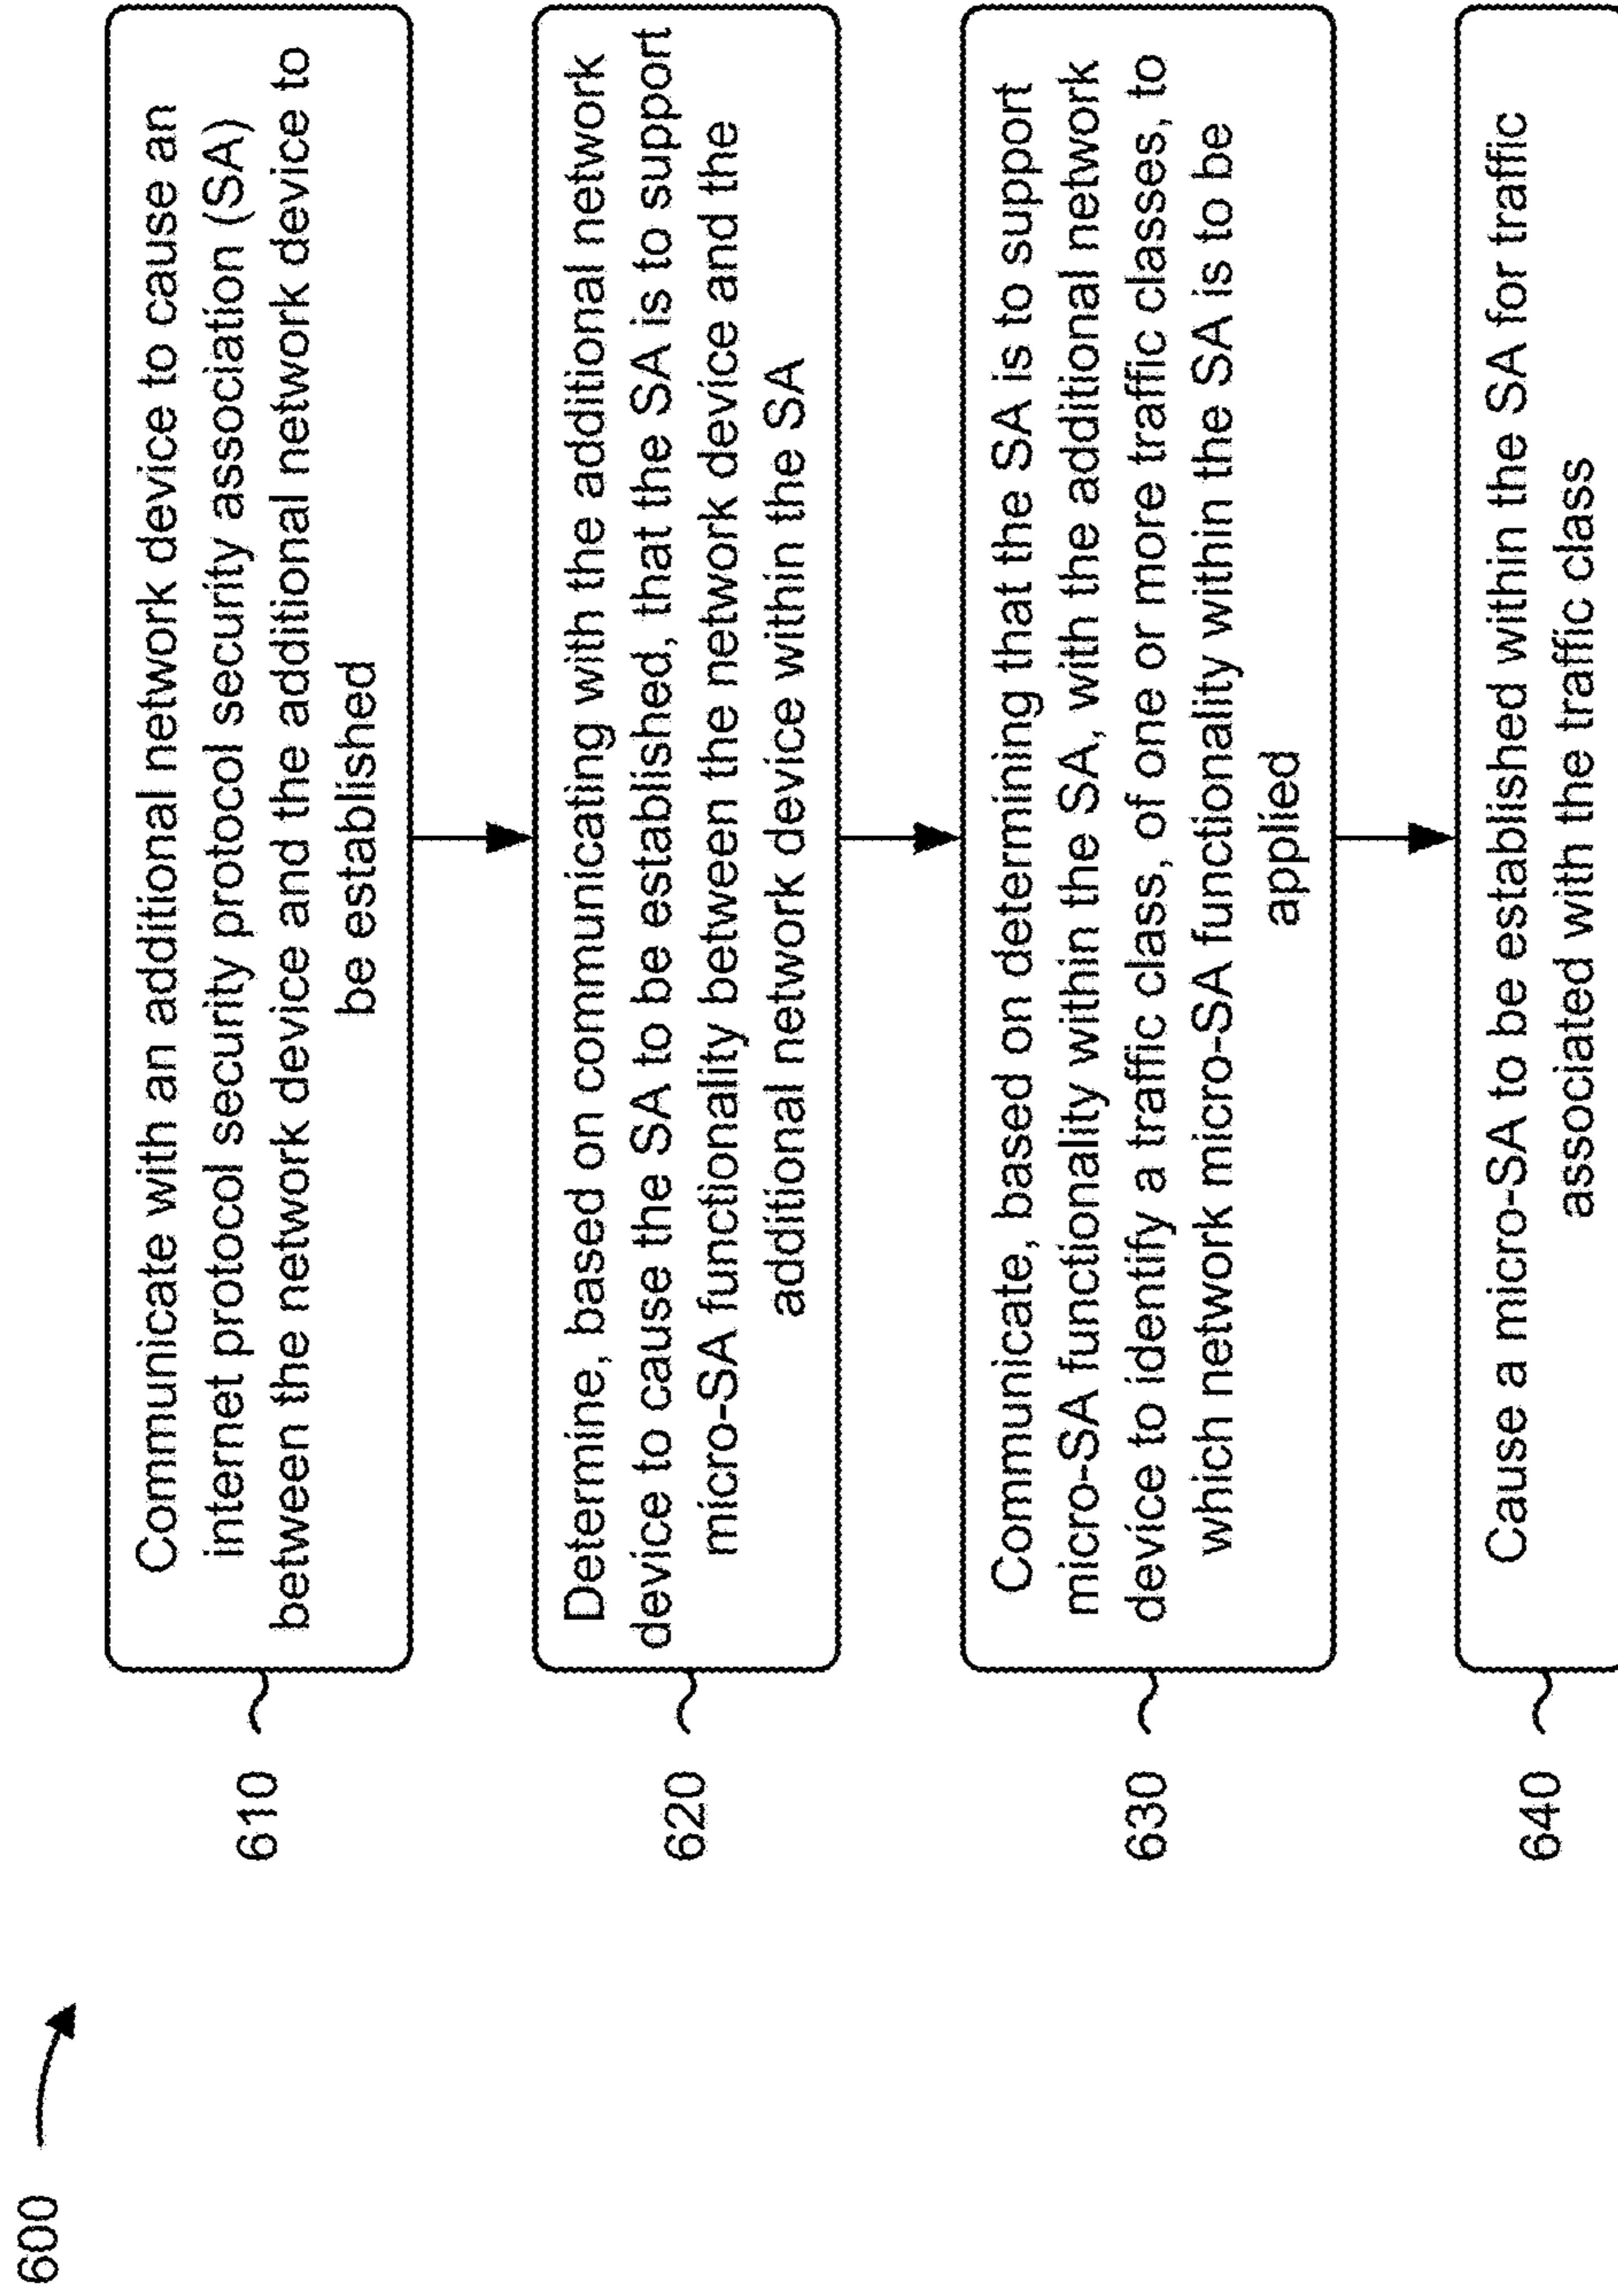 600
610
Communicate with an additional network device to cause an
internet protocol security protocol security association (SA)
between the network device and the additional network device to
be established
620
Determine, based on communicating with the additional network
device to cause the SA to be established, that the SA is to support
micro-SA functionality between the network device and the
additional network device within the SA
630
Communicate, based on determining that the SA is to support
micro-SA functionality within the SA, with the additional network
device to identify a traffic class, of one or more traffic classes, to
which network micro-SA functionality within the SA is to be
applied
640
Cause a micro-SA to be established within the SA for traffic
associated with the traffic class